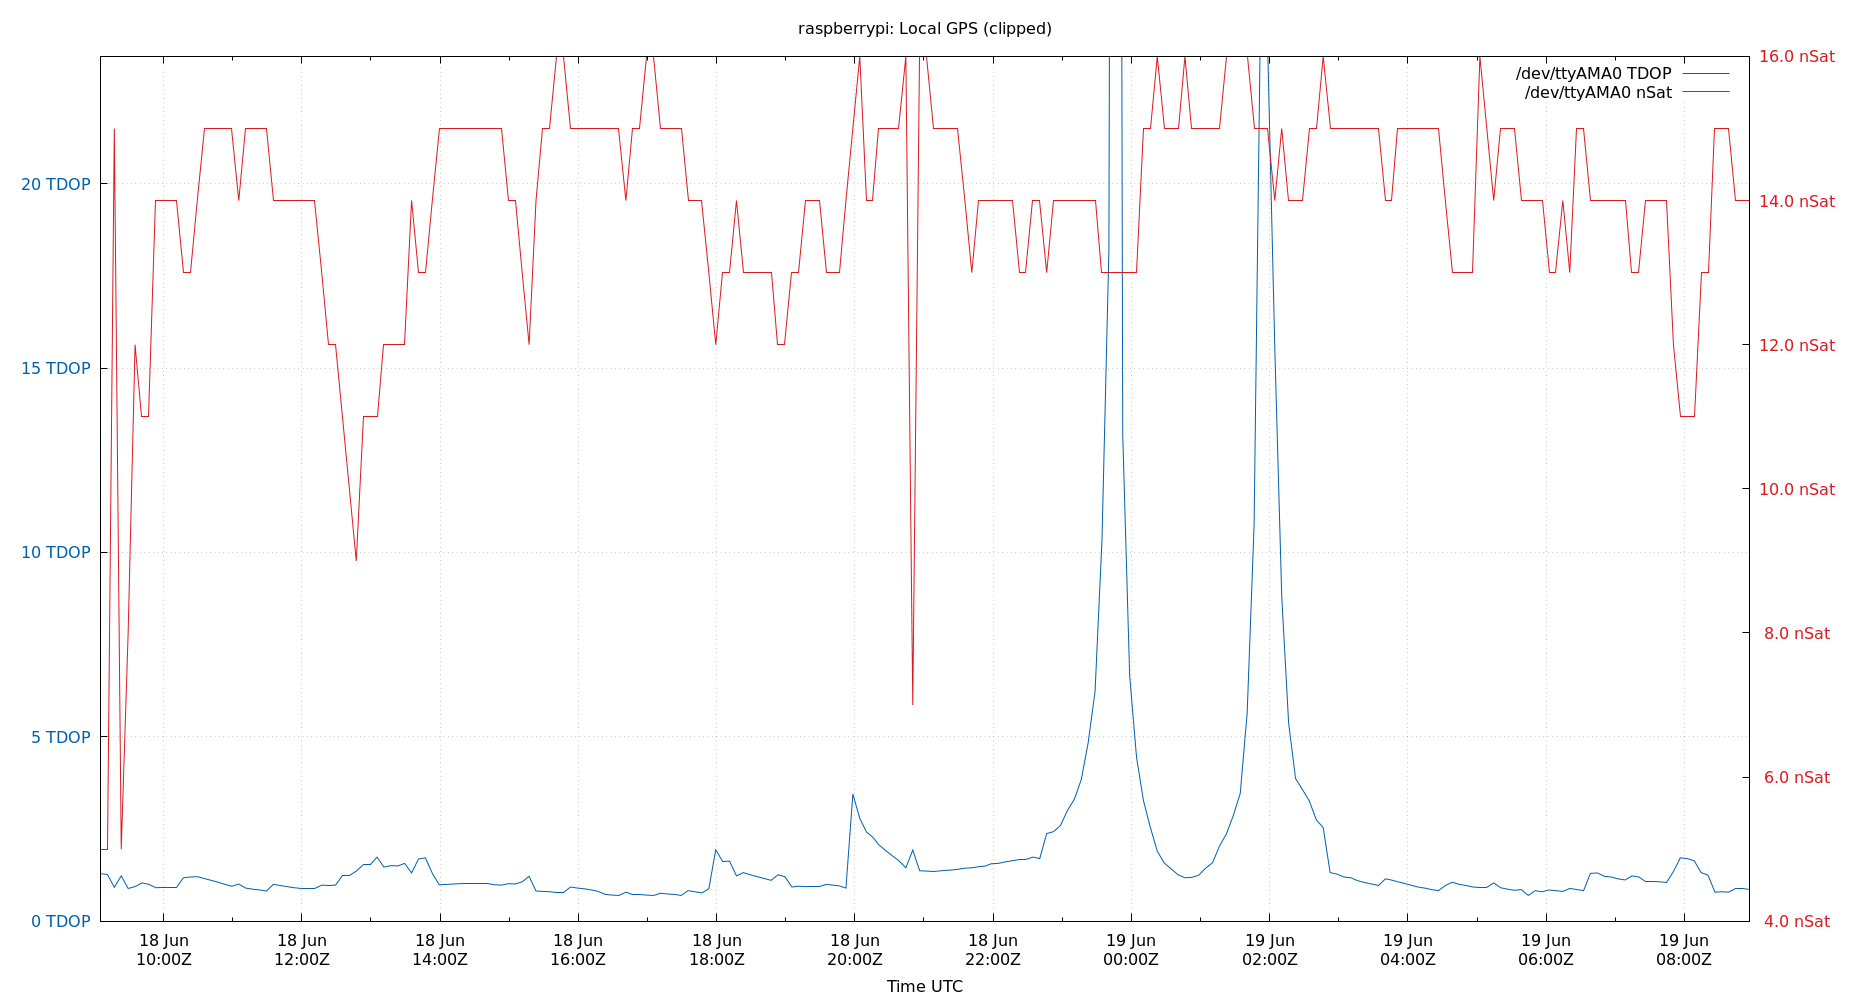 raspberrypi: Local GPS (clipped)
/dev/ttyAMA0 TDOP
/dev/ttyAMA0 nSat
20 TDOP
15 TDOP
10 TDOP
5 TDOP
0 TDOP
16.0 nSat
14.0 nSat
12.0 nSat
10.0 nSat
8.0 nSat
6.0 nSat
4.0 nSat
18 Jun 18 Jun 18 Jun 18 Jun 18 Jun 18 Jun 18 Jun 19 Jun 19 Jun 19 Jun 19 Jun 19 Jun
10:00Z 12:00Z 14:00Z 16:00Z 18:00Z 20:00Z 22:00Z 00:00Z 02:00Z 04:00Z 06:00Z 08:00Z
Time UTC